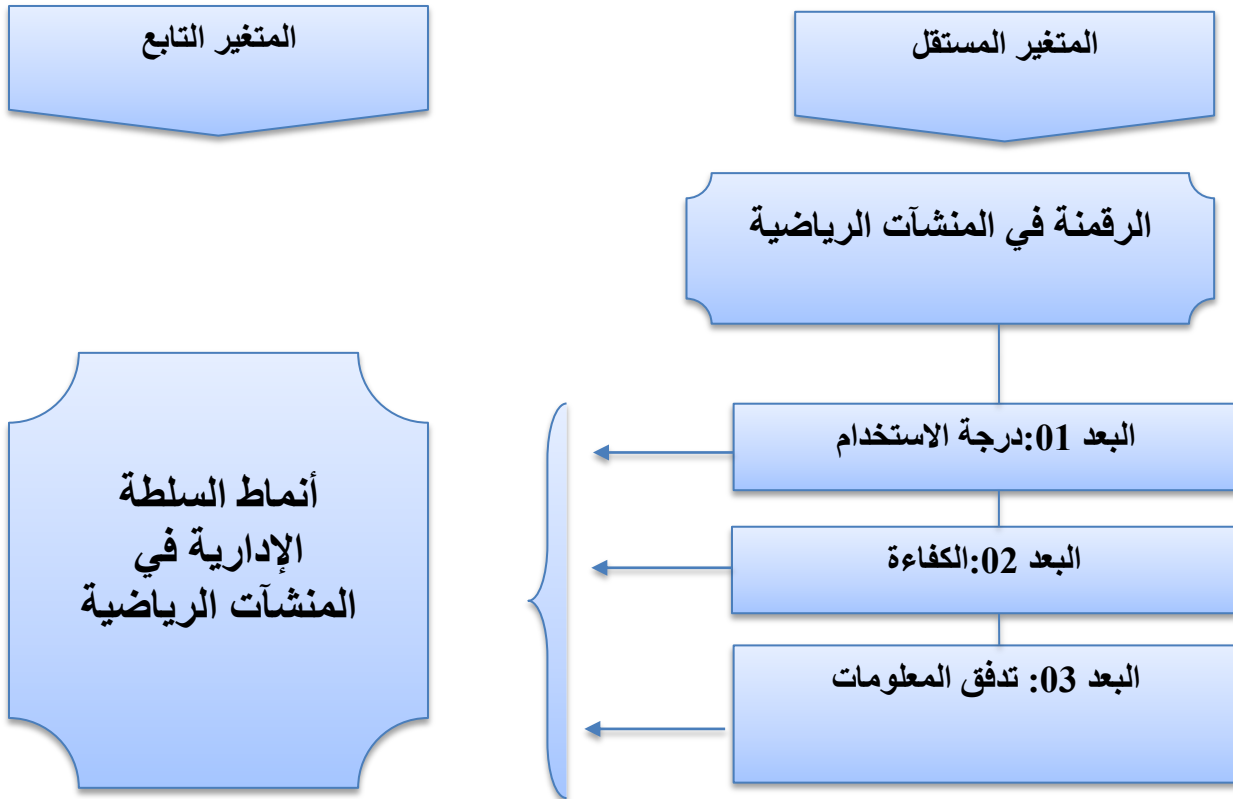 المتغير المستقل
المتغير التابع
الرقمنة في المنشآت الرياضية
البعد 01:درجة الاستخدام
البعد 02:الكفاءة
البعد 03: تدفق المعلومات
أنماط السلطة
الإدارية في
المنشآت الرياضية